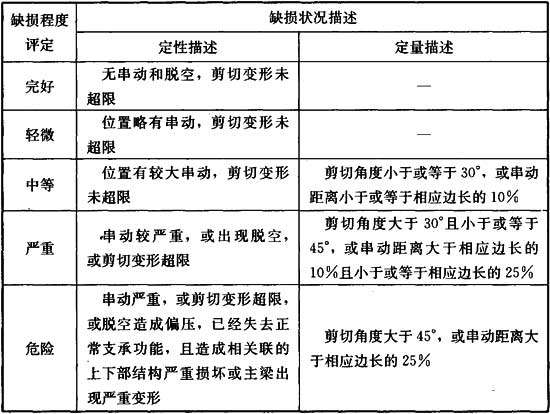 缺损程度
评定
缺损状况描述
定性描述
定量描述
完好
无串动和脱空，剪切变形未
超限
—
轻微
位置略有串动，剪切变形未
超限
—
中等
位置有较大串动，剪切变形
未超限
剪切角度小于或等于30°，或串动
距离小于或等于相应边长的10%
严重
串动较严重，或出现脱空，
或剪切变形超限
剪切角度大于30°且小于或等于
45°，或串动距离大于相应边长的
10%且小于或等于相应边长的25%
危险
串动严重，或剪切变形超限，
或脱空造成偏压，已经失去正
常支承功能，且造成相关联的
上下部结构严重损坏或主梁出
现严重变形
剪切角度大于45°，或串动距离大
于相应边长的25%